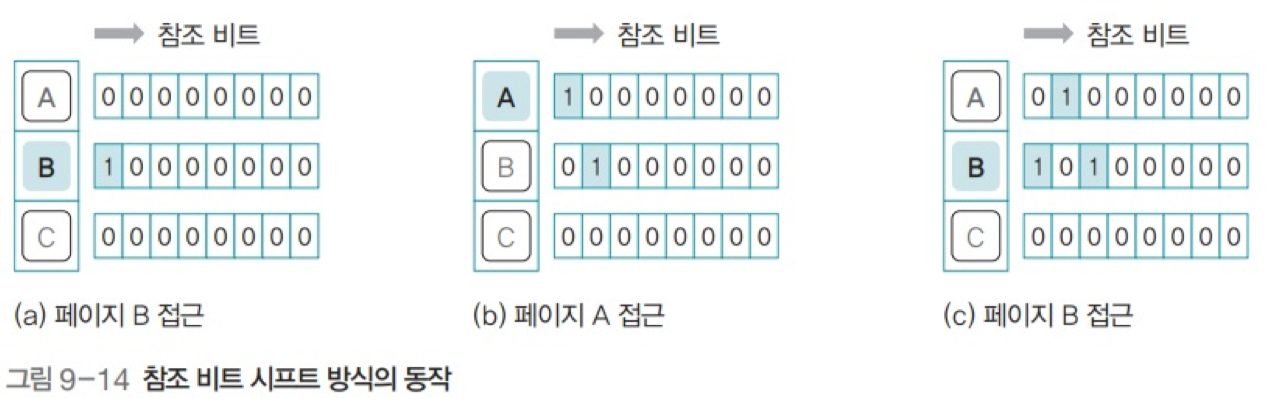 참조 비트
A 0 0 0 0 0 0 0 0
B 1 0 0 0 0 0 0 0
C 0 0 0 0 0 0 0 0
(a) 페이지 B 접근
참조 비트
A 1 0 0 0 0 0 0 0
B 0 1 0 0 0 0 0 0
C 0 0 0 0 0 0 0 0
(b) 페이지 A 접근
참조 비트
A 0 1 0 0 0 0 0 0
B 1 0 1 0 0 0 0 0
C 0 0 0 0 0 0 0 0
(c) 페이지 B 접근
그림 9-14 참조 비트 시프트 방식의 동작